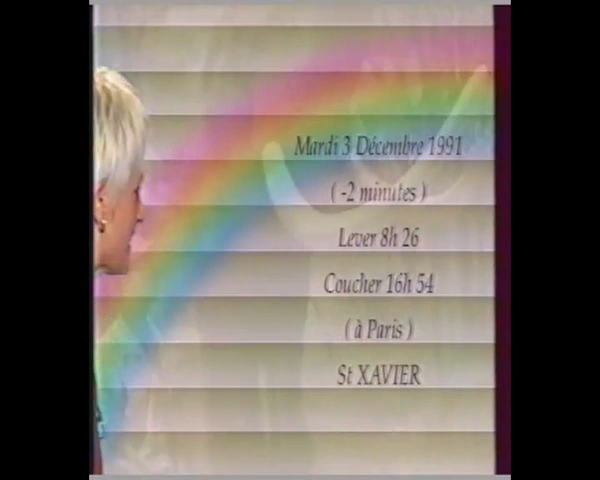 Mardi 3 Décembre 1991
( -2 minutes )
Lever 8h 26
Coucher 16h 54
( à Paris )
St XAVIER